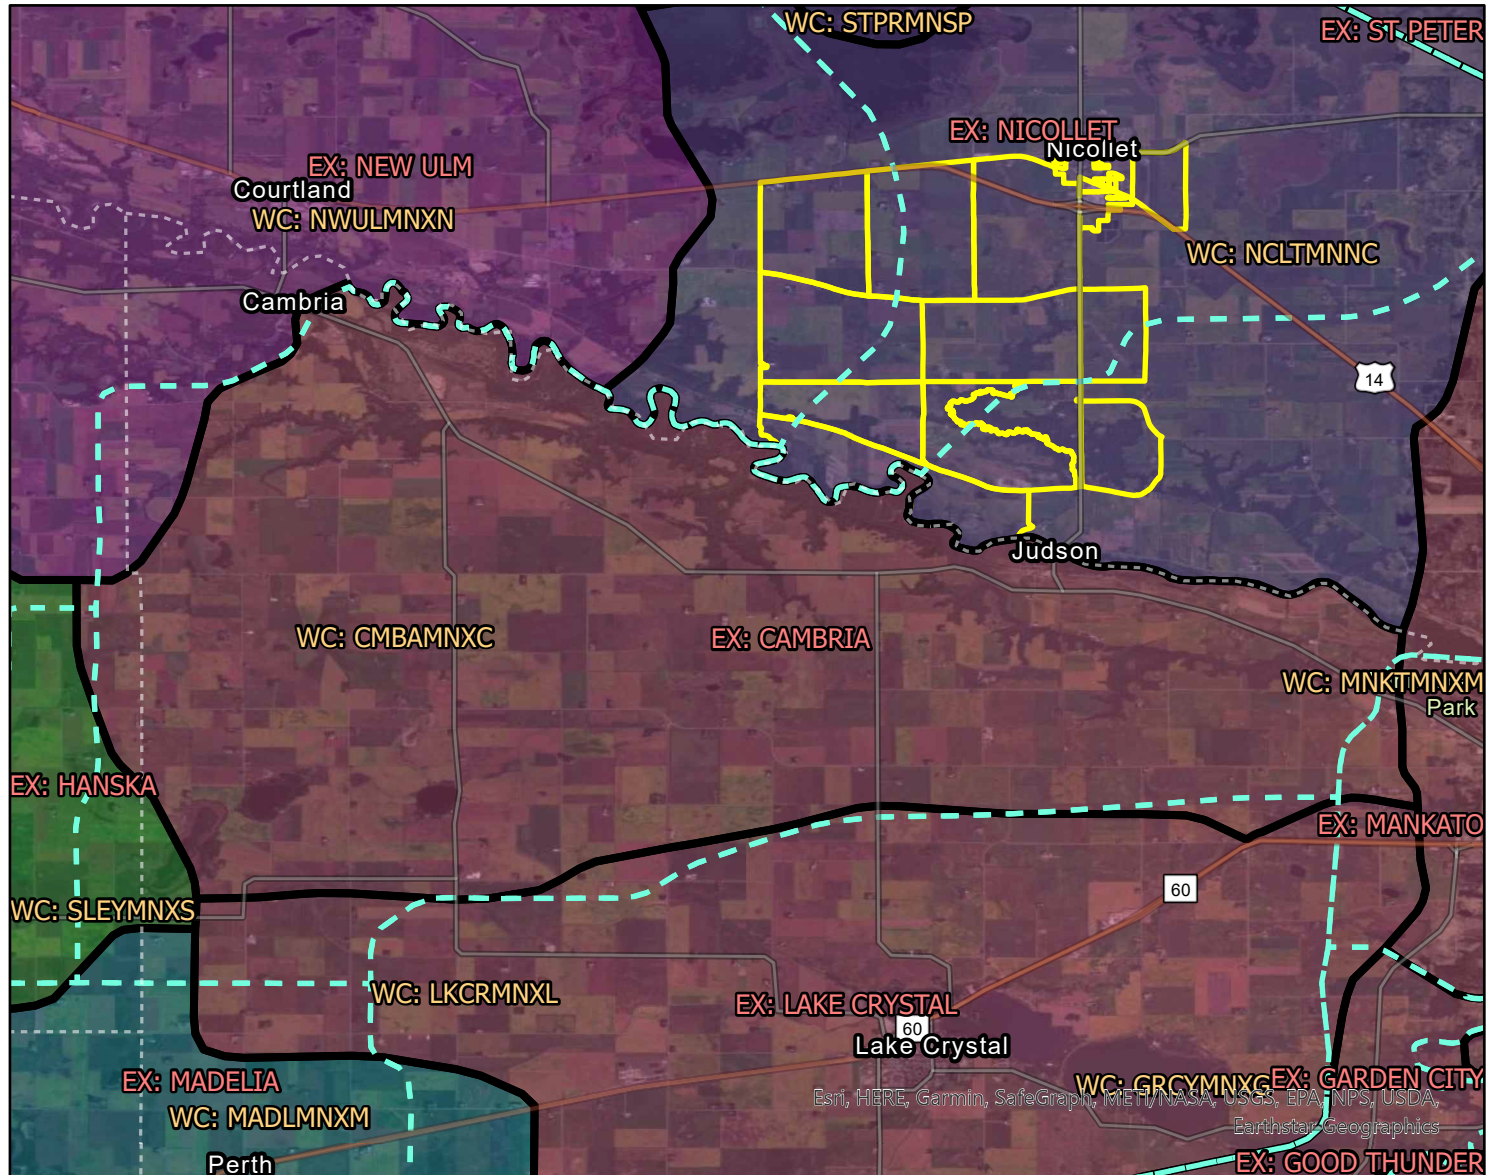 WC: STPRMNSP
EX: ST PETER
EX: NICOLLET
Nicollet
EX: NEW ULM
Courtland
WC: NWULMNXN
WC: NCLTMNNC
Cambria
14
Judson
WC: CMBAMNXC
EX: CAMBRIA
WC: MNKTMNXM
Park
EX: HANSKA
EX: MANKATO
60
WC: SLEYMNXS
WC: LKCRMNXL
EX: LAKE CRYSTAL
60
Lake Crystal
EX: MADELIA
WC: GRCYMNXG
EX: GARDEN CITY
Esri, HERE, Garmin, SafeGraph, METI/NASA, USGS, EPA, NPS, USDA,
WC: MADLMNXM
Earthstar Geographics
Perth
EX: GOOD THUNDER